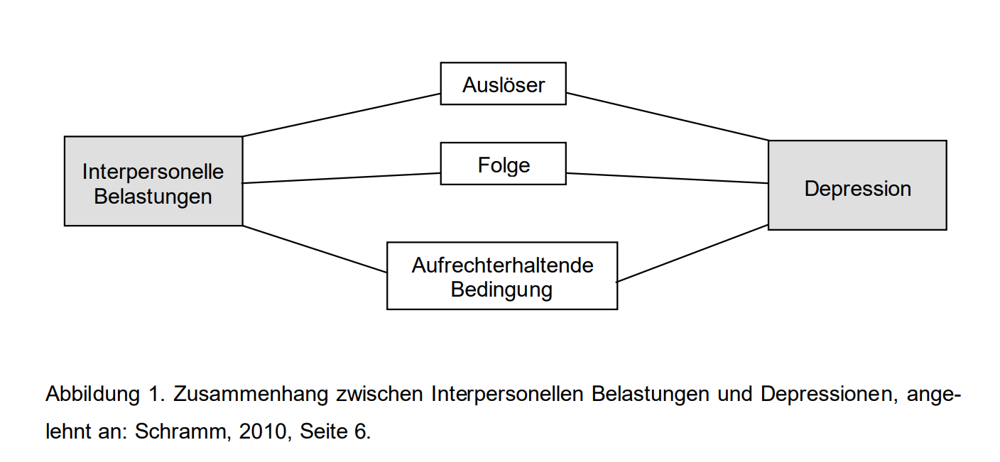 Auslöser
Interpersonelle
Belastungen
Folge
Depression
Aufrechterhaltende
Bedingung
Abbildung 1. Zusammenhang zwischen Interpersonellen Belastungen und Depressionen, ange-
lehnt an: Schramm, 2010, Seite 6.